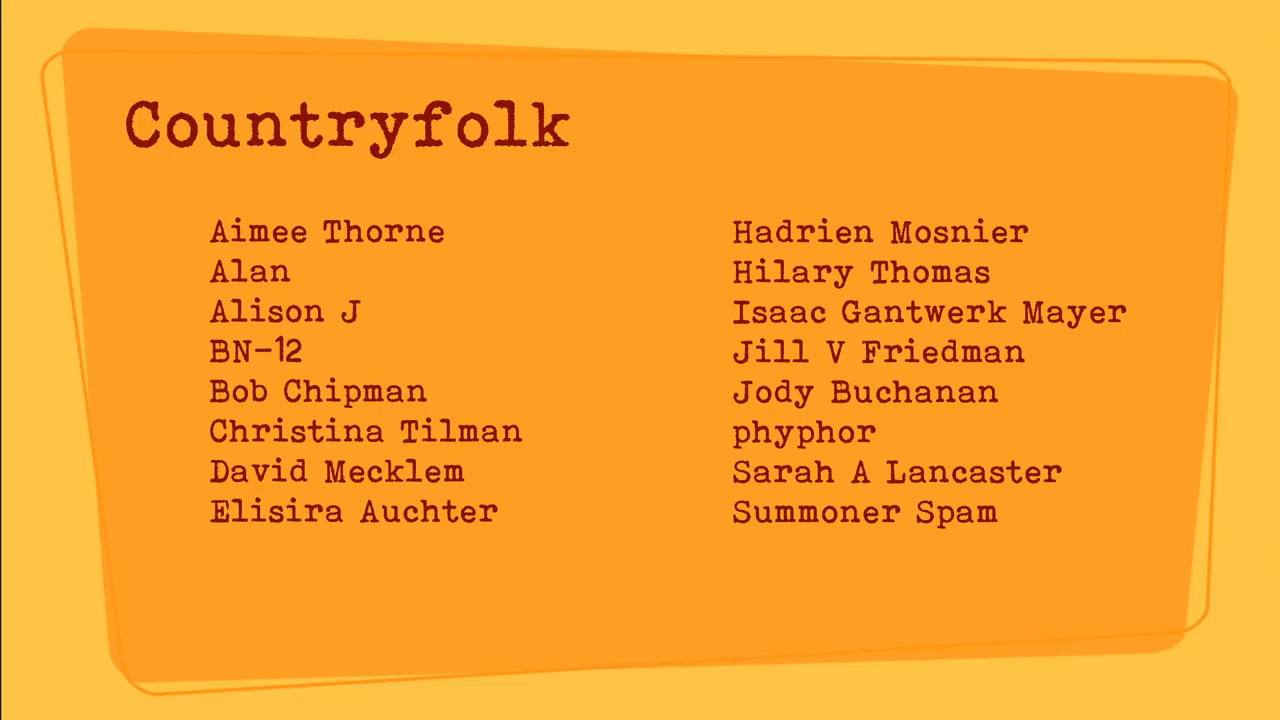 Countryfolk
Aimee Thorne
Alan
Alison J
BN-12
Bob Chipman
Christina Tilman
David Mecklem
Elisira Auchter
Hadrien Mosnier
Hilary Thomas
Isaac Gantwerk Mayer
Jill V Friedman
Jody Buchanan
phyphor
Sarah A Lancaster
Summoner Spam